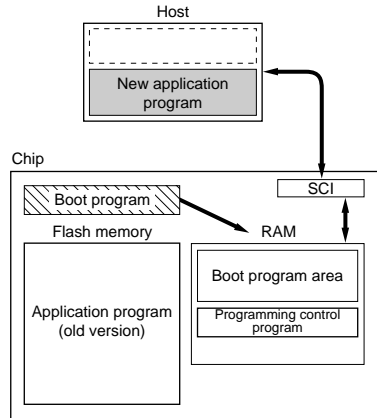 Host
New application
program
Chip
SCI
Boot program
Flash memory
RAM
Boot program area
Application program
(old version)
Programming control
program